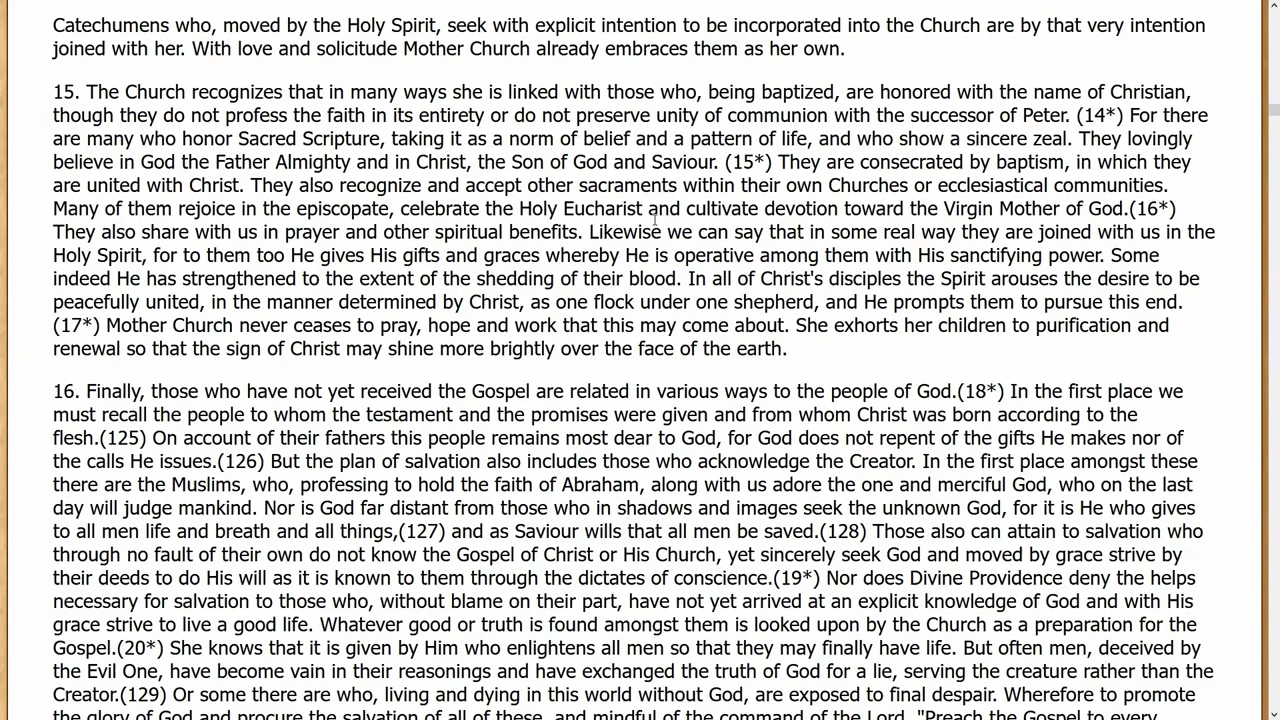 Catechumens who, moved by the Holy Spirit, seek with explicit intention to be incorporated into the Church are by that very intention
joined with her. With love and solicitude Mother Church already embraces them as her own.
15. The Church recognizes that in many ways she is linked with those who, being baptized, are honored with the name of Christian,
though they do not profess the faith in its entirety or do not preserve unity of communion with the successor of Peter. (14*) For there
are many who honor Sacred Scripture, taking it as a norm of belief and a pattern of life, and who show a sincere zeal. They lovingly
believe in God the Father Almighty and in Christ, the Son of God and Saviour. (15*) They are consecrated by baptism, in which they
are united with Christ. They also recognize and accept other sacraments within their own Churches or ecclesiastical communities.
Many of them rejoice in the episcopate, celebrate the Holy Eucharist and cultivate devotion toward the Virgin Mother of God.(16*)
They also share with us in prayer and other spiritual benefits. Likewise we can say that in some real way they are joined with us in the
Holy Spirit, for to them too He gives His gifts and graces whereby He is operative among them with His sanctifying power. Some
indeed He has strengthened to the extent of the shedding of their blood. In all of Christ's disciples the Spirit arouses the desire to be
peacefully united, in the manner determined by Christ, as one flock under one shepherd, and He prompts them to pursue this end.
(17*) Mother Church never ceases to pray, hope and work that this may come about. She exhorts her children to purification and
renewal so that the sign of Christ may shine more brightly over the face of the earth.
16. Finally, those who have not yet received the Gospel are related in various ways to the people of God.(18*) In the first place we
must recall the people to whom the testament and the promises were given and from whom Christ was born according to the
flesh.(125) On account of their fathers this people remains most dear to God, for God does not repent of the gifts He makes nor of
the calls He issues.(126) But the plan of salvation also includes those who acknowledge the Creator. In the first place amongst these
there are the Muslims, who, professing to hold the faith of Abraham, along with us adore the one and merciful God, who on the last
day will judge mankind. Nor is God far distant from those who in shadows and images seek the unknown God, for it is He who gives
to all men life and breath and all things,(127) and as Saviour wills that all men be saved.(128) Those also can attain to salvation who
through no fault of their own do not know the Gospel of Christ or His Church, yet sincerely seek God and moved by grace strive by
their deeds to do His will as it is known to them through the dictates of conscience.(19*) Nor does Divine Providence deny the helps
necessary for salvation to those who, without blame on their part, have not yet arrived at an explicit knowledge of God and with His
grace strive to live a good life. Whatever good or truth is found amongst them is looked upon by the Church as a preparation for the
Gospel.(20*) She knows that it is given by Him who enlightens all men so that they may finally have life. But often men, deceived by
the Evil One, have become vain in their reasonings and have exchanged the truth of God for a lie, serving the creature rather than the
Creator.(129) Or some there are who, living and dying in this world without God, are exposed to final despair. Wherefore to promote
the glory of God and procure the salvation of all of these, and mindful of the command of the Lord, "Preach the Gospel to every